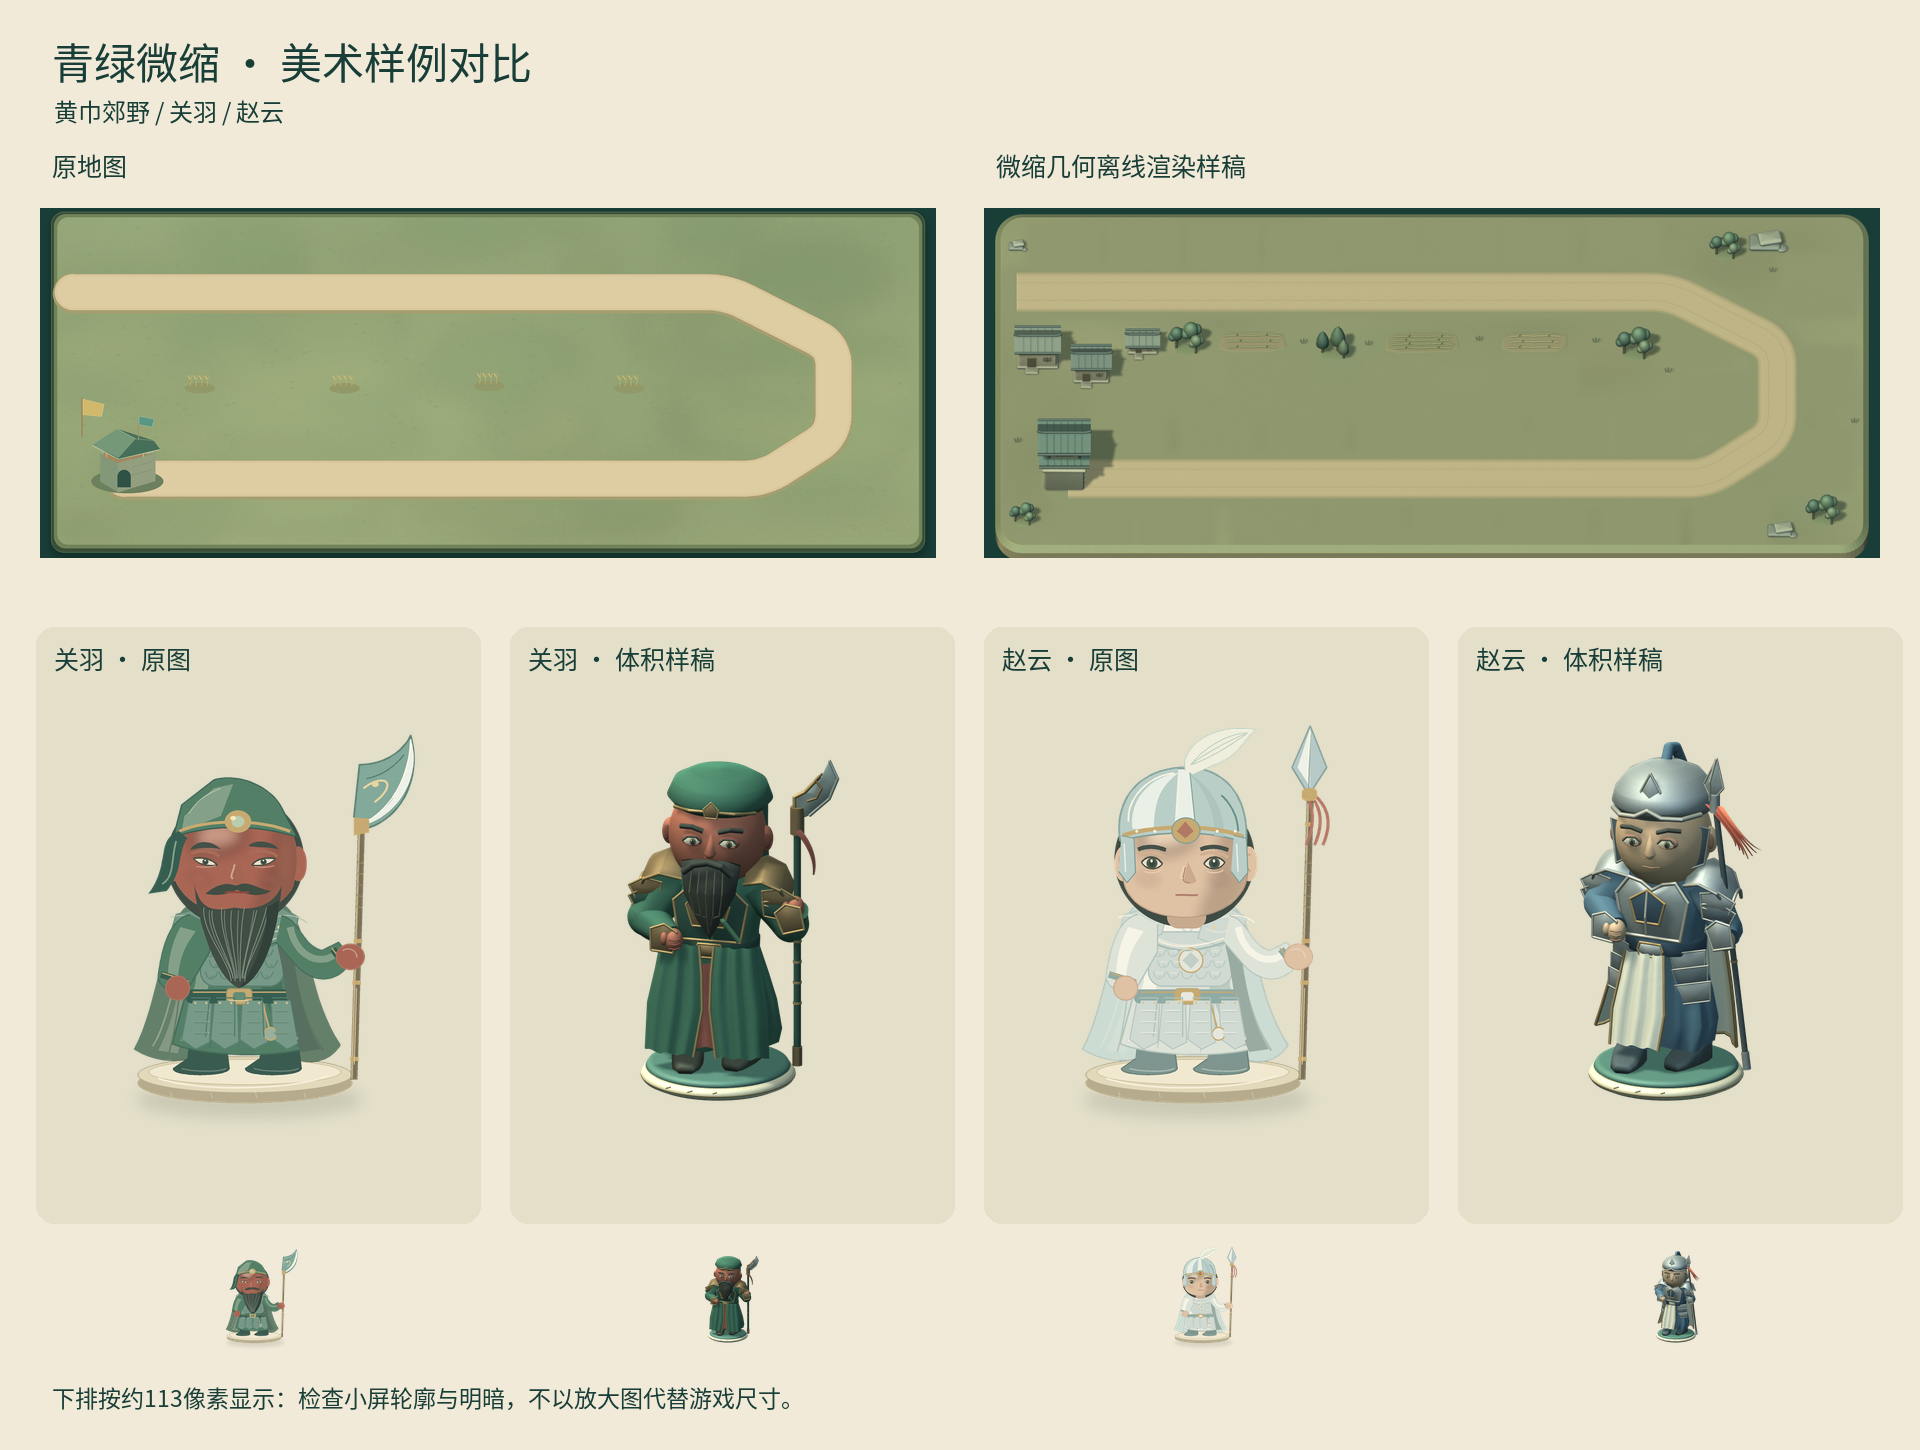 青绿微缩 · 美术样例对比
黄巾郊野 / 关羽 / 赵云
原地图
微缩几何离线渲染样稿
关羽 · 原图
关羽 · 体积样稿
赵云 · 原图
赵云 · 体积样稿
下排按约113像素显示：检查小屏轮廓与明暗，不以放大图代替游戏尺寸。